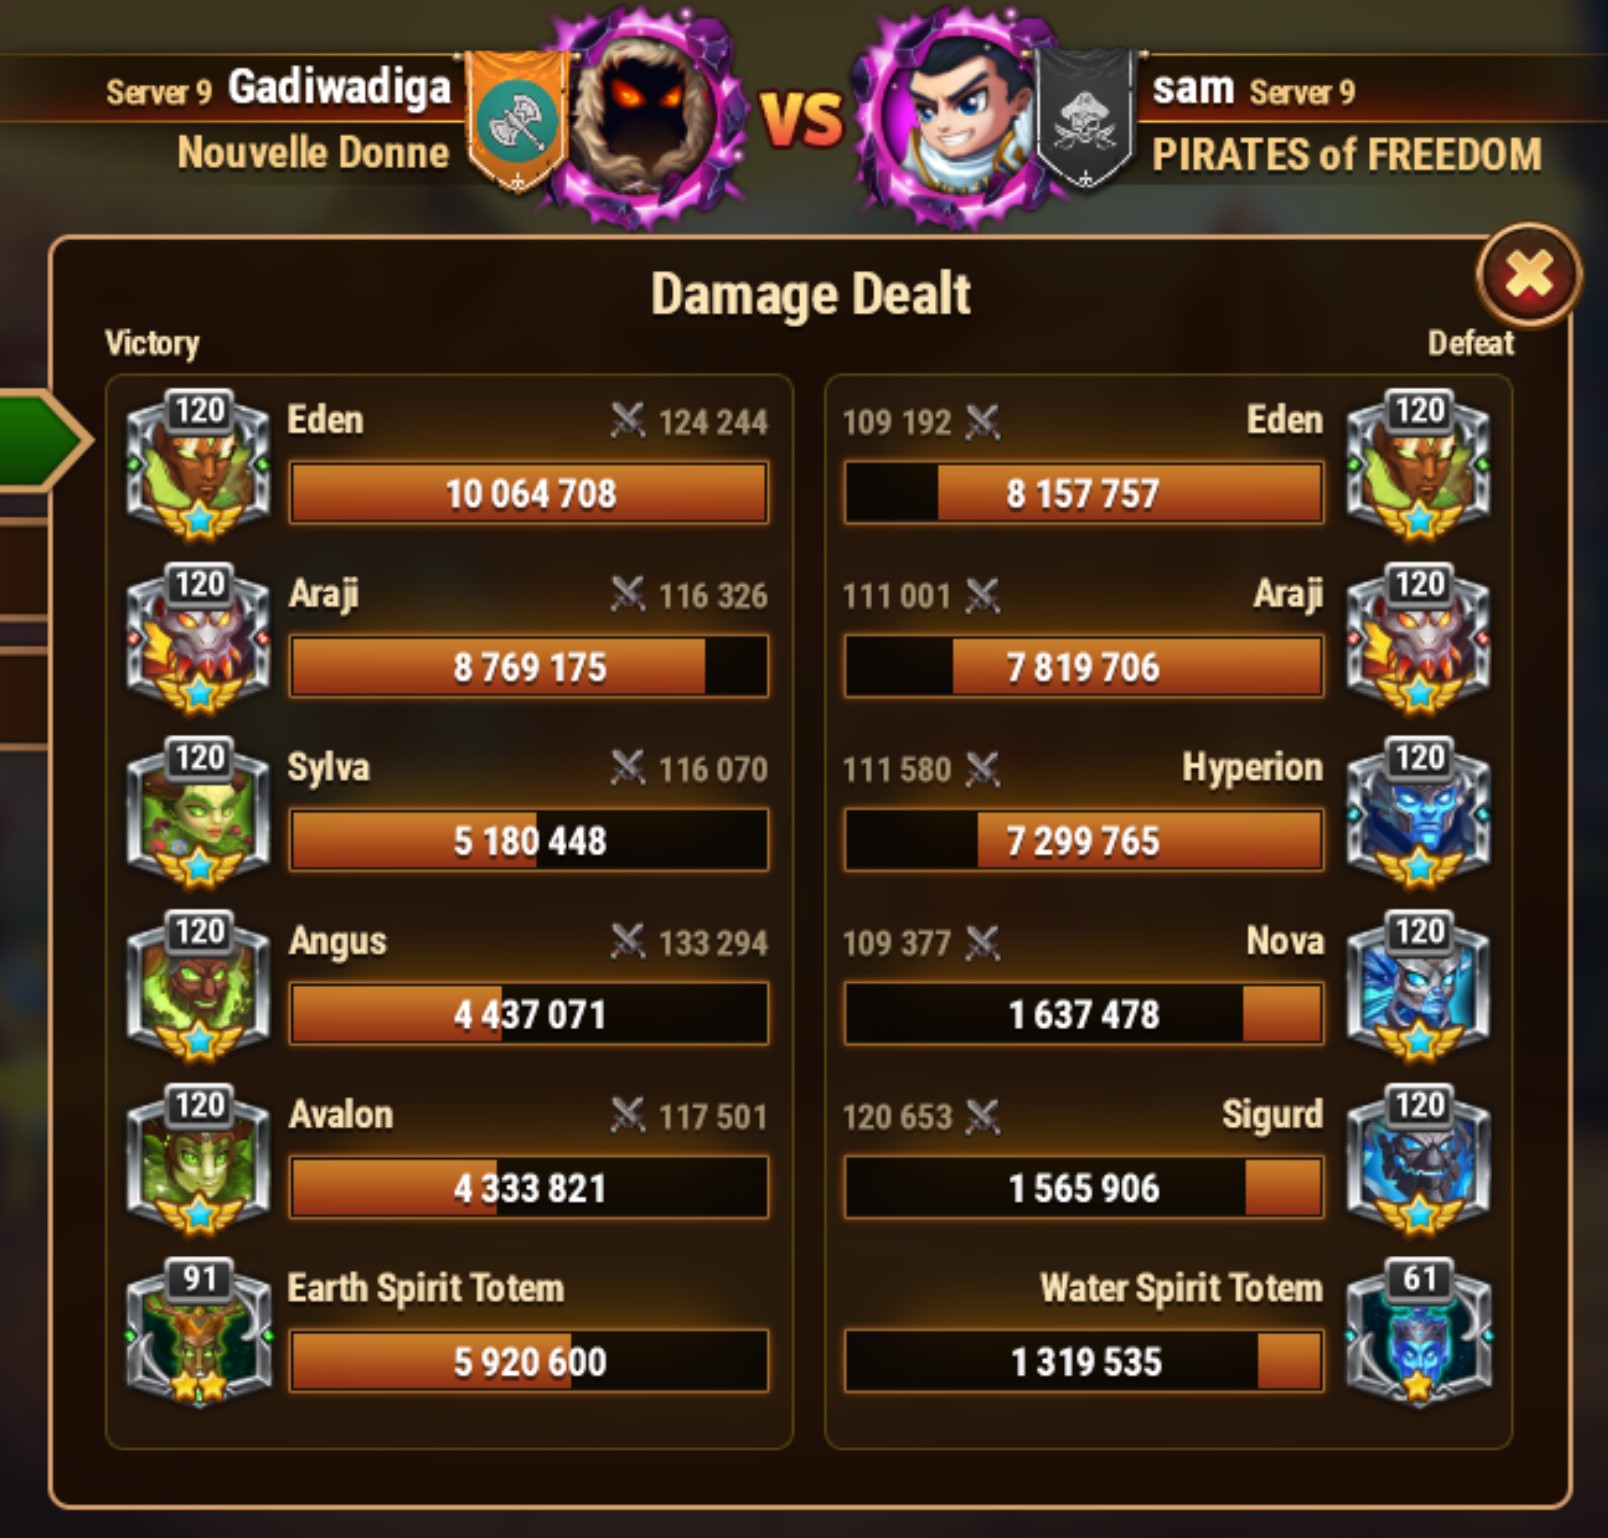 Server 9 Gadiwadiga VS sam Server 9
Nouvelle Donne PIRATES of FREEDOM
Damage Dealt
Victory
120 Eden 124 244
10 064 708
120 Araji 116 326
8 769 175
120 Sylva 116 070
5 180 448
120 Angus 133 294
4 437 071
120 Avalon 117 501
4 333 821
91 Earth Spirit Totem
5 920 600
Defeat
109 192 Eden 120
8 157 757
111 001 Araji 120
7 819 706
111 580 Hyperion 120
7 299 765
109 377 Nova 120
1 637 478
120 653 Sigurd 120
1 565 906
Water Spirit Totem 61
1 319 535